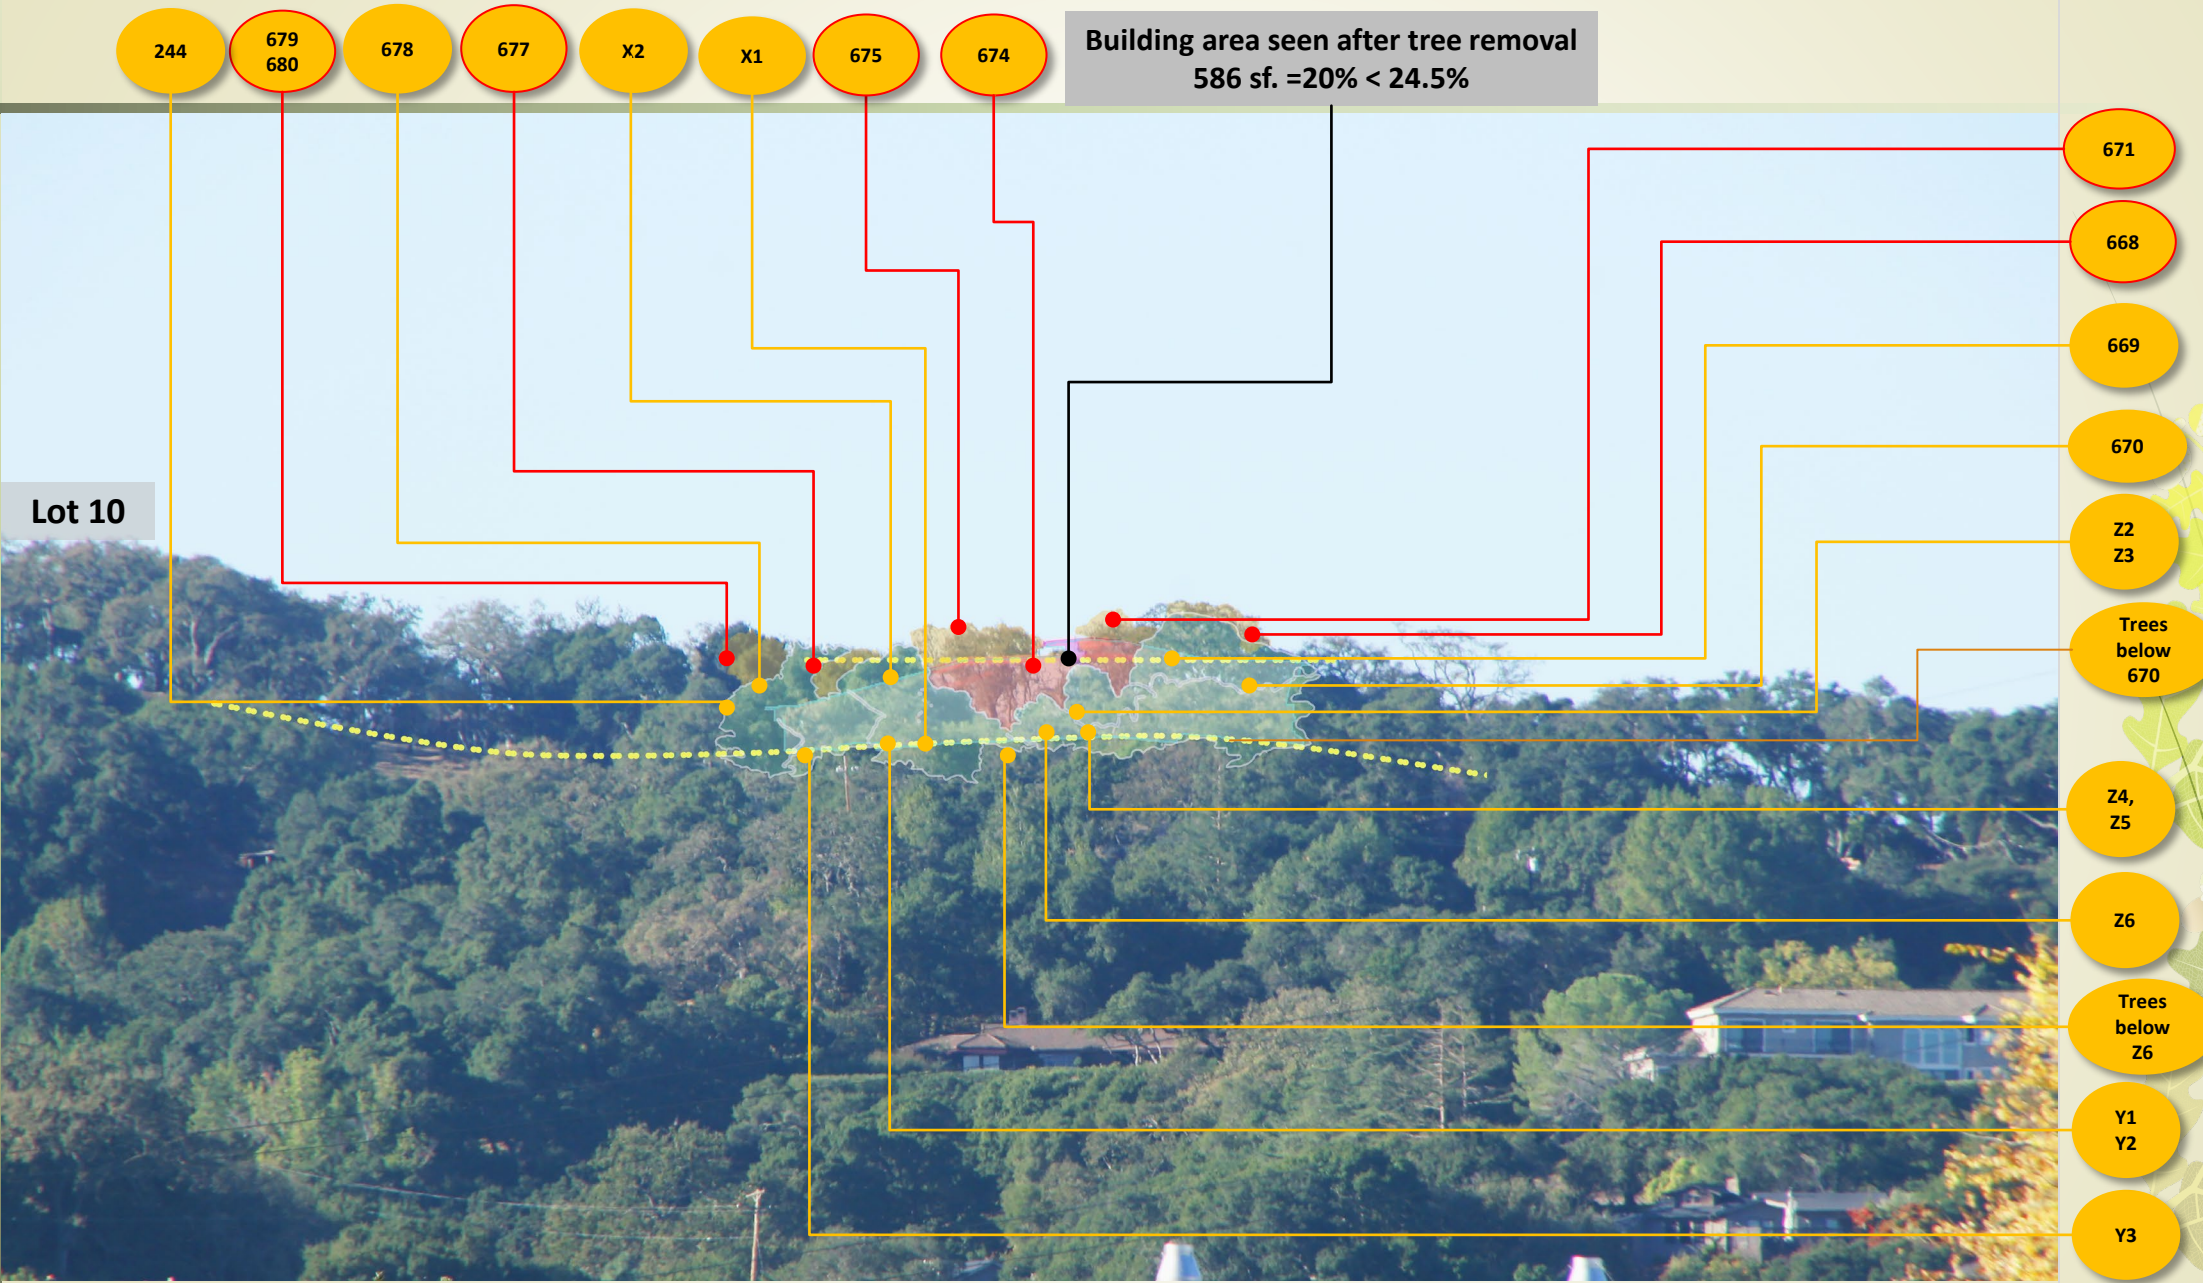 244
679
680
678
677
X2
X1
675
674
Building area seen after tree removal
586 sf. =20% < 24.5%
671
668
669
670
Lot 10
Z2
Z3
Trees
below
670
Z4,
Z5
Z6
Trees
below
Z6
Y1
Y2
Y3